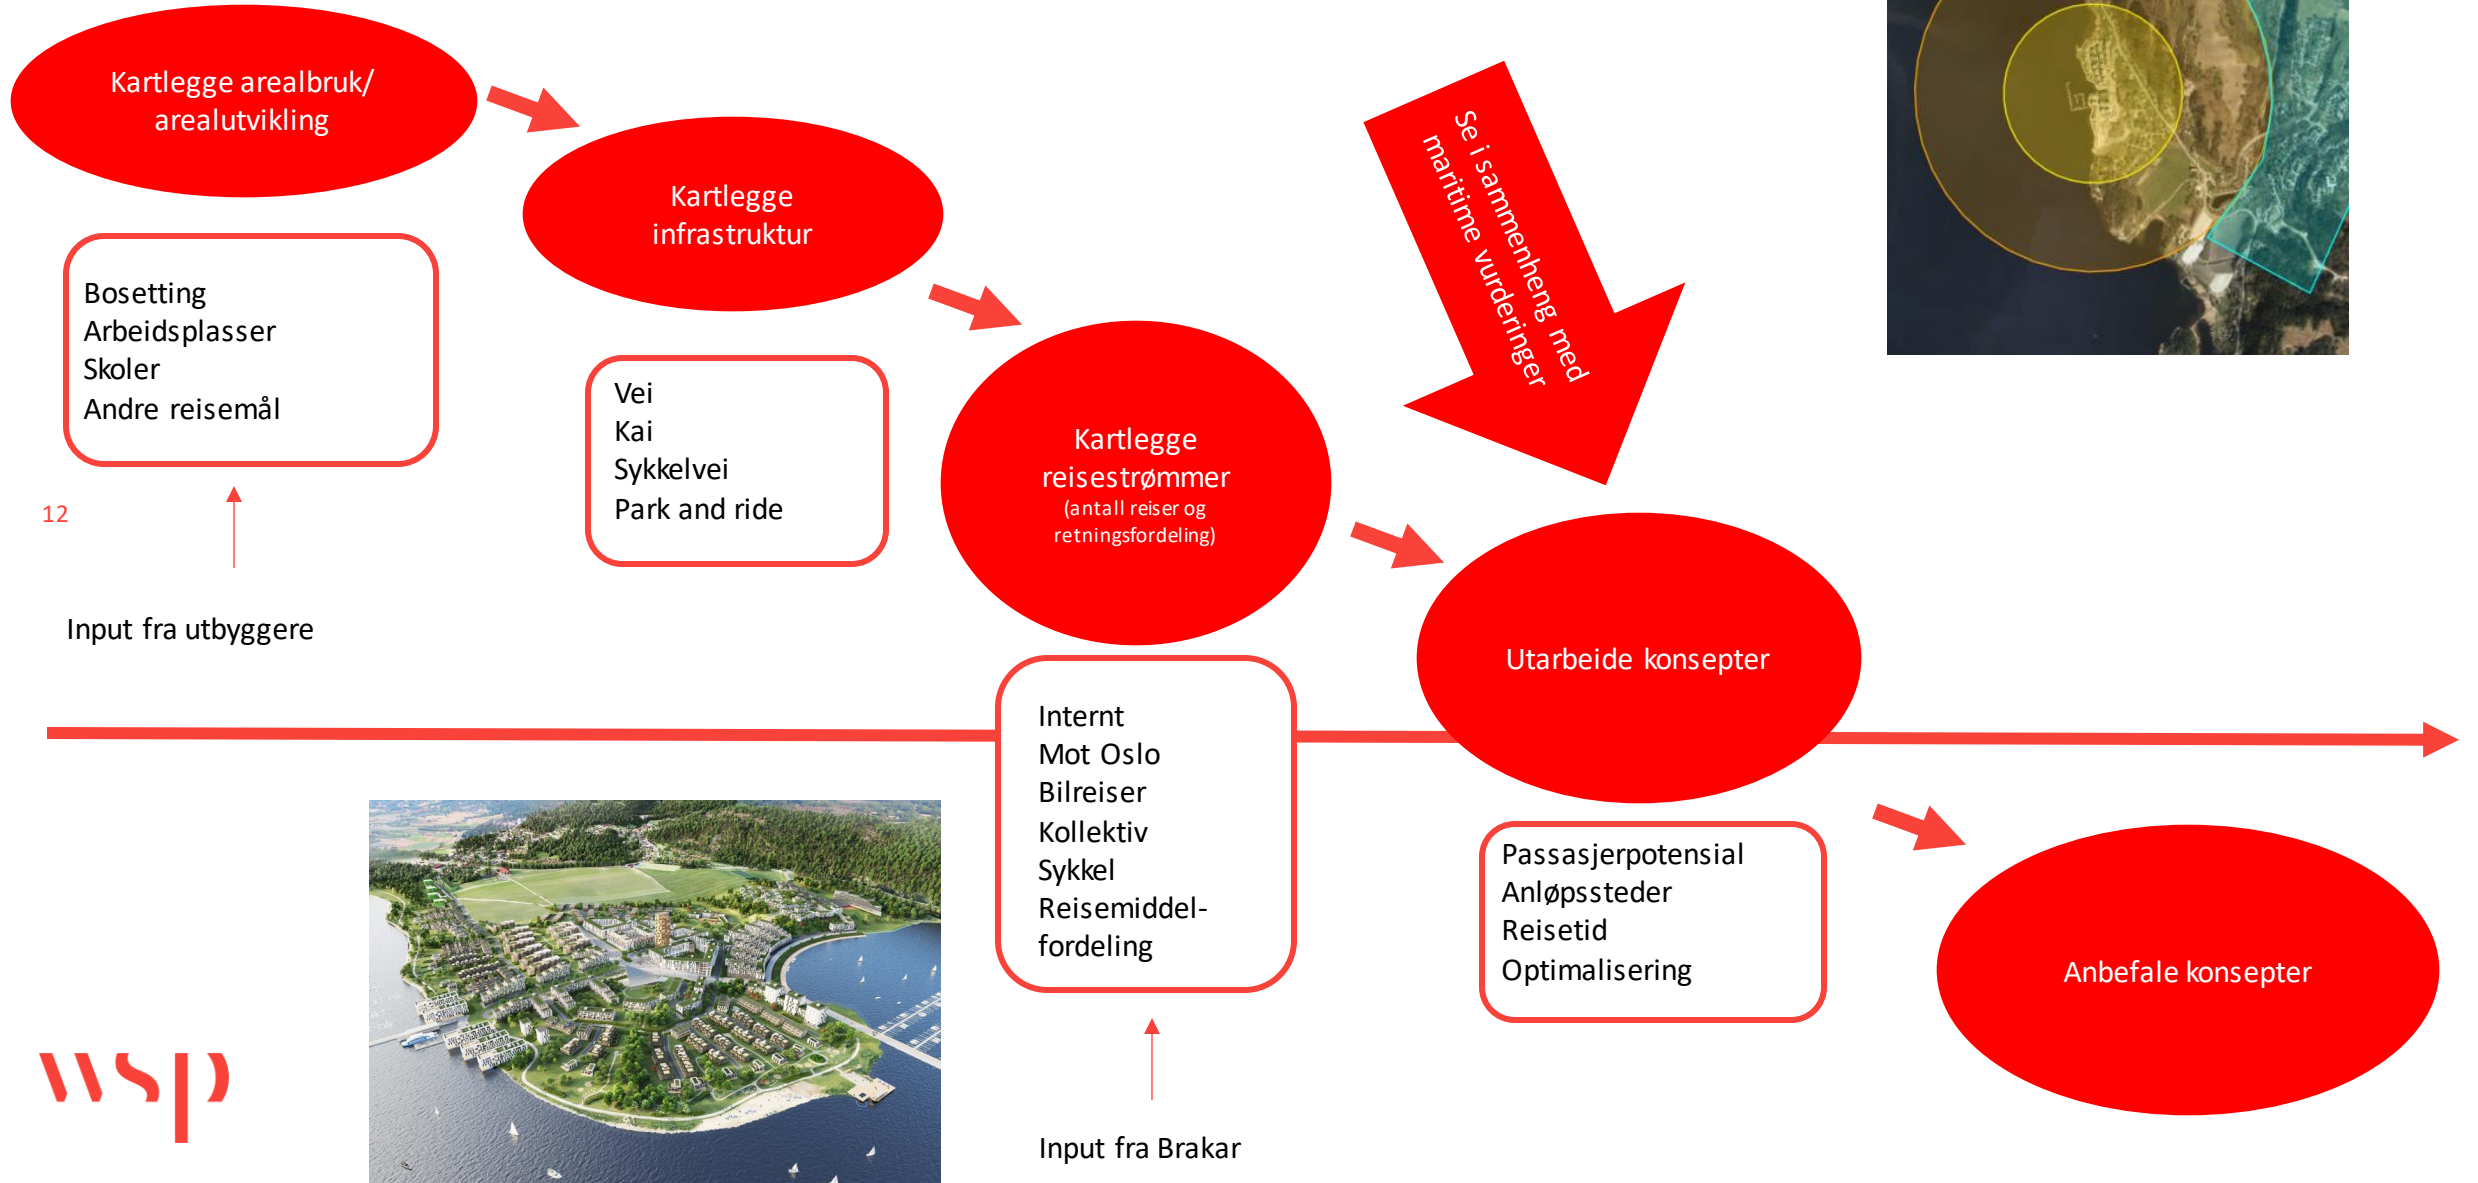 Kartlegge arealbruk/
arealutvikling
Bosetting
Arbeidsplasser
Skoler
Andre reisemål
12
Input fra utbyggere
Kartlegge
infrastruktur
Vei
Kai
Sykkelvei
Park and ride
Kartlegge
reisestrømmer
(antall reiser og
retningsfordeling)
Internt
Mot Oslo
Bilreiser
Kollektiv
Sykkel
Reisemiddel-
fordeling
Input fra Brakar
Se i sammenheng med
maritime vurderinger
Utarbeide konsepter
Passasjerpotensial
Anløpssteder
Reisetid
Optimalisering
Anbefale konsepter
wsp